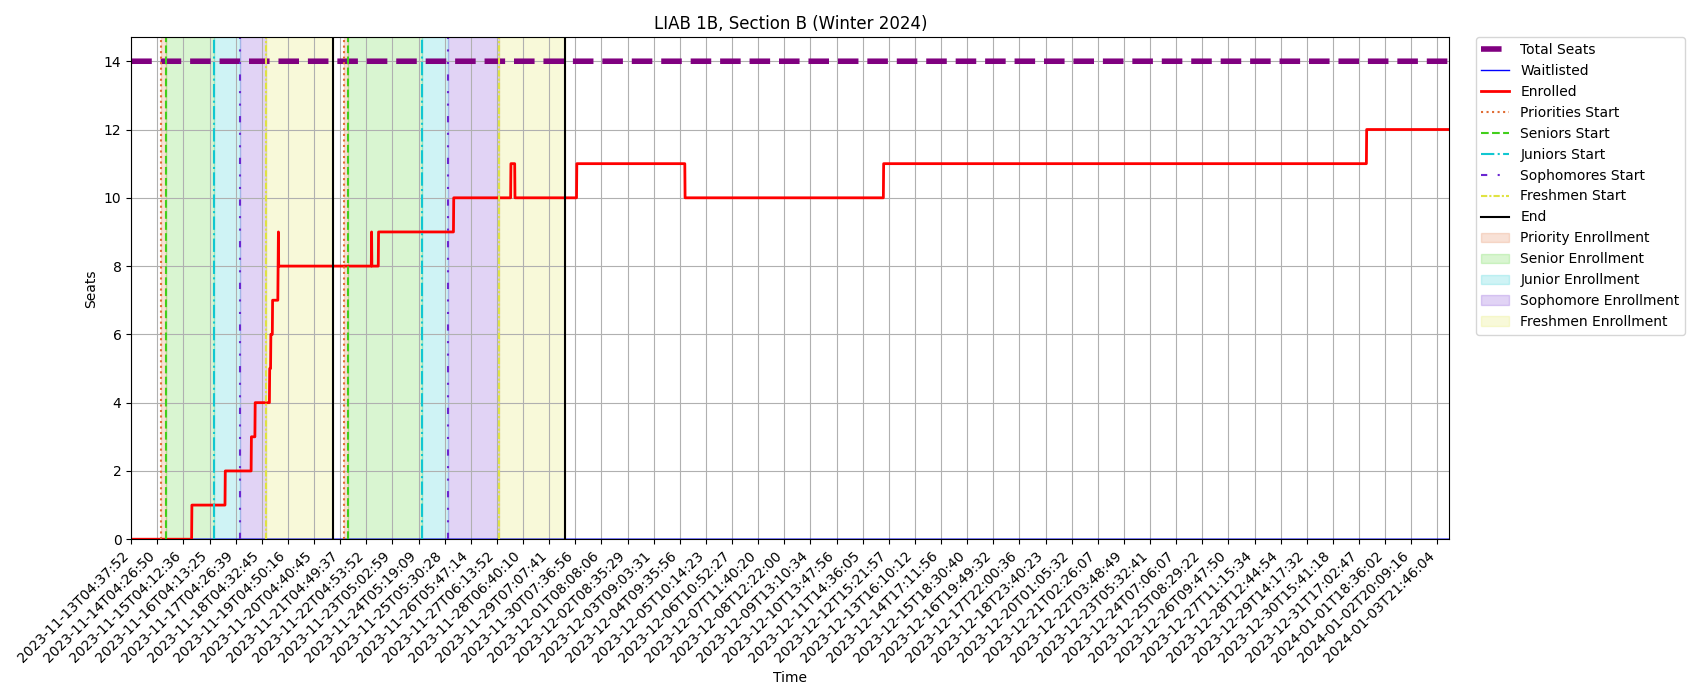 LIAB 1B, Section B (Winter 2024)
14
12
10
8
6
4
2
0
Seats
2023-11-13T04:37:52
2023-11-14T04:26:50
2023-11-15T04:12:36
2023-11-16T04:13:25
2023-11-17T04:26:39
2023-11-18T04:32:45
2023-11-19T04:50:16
2023-11-20T04:40:45
2023-11-21T04:49:37
2023-11-22T04:53:52
2023-11-23T05:02:59
2023-11-24T05:19:09
2023-11-25T05:30:28
2023-11-26T05:47:14
2023-11-27T06:13:52
2023-11-28T06:40:10
2023-11-29T07:07:41
2023-11-30T07:36:56
2023-12-01T08:08:06
2023-12-02T08:35:29
2023-12-03T09:03:31
2023-12-04T09:35:56
2023-12-05T10:14:23
2023-12-06T10:52:27
2023-12-07T11:40:20
2023-12-08T12:22:00
2023-12-09T13:10:34
2023-12-10T13:47:56
2023-12-11T14:36:05
2023-12-12T15:21:57
2023-12-13T16:10:12
2023-12-14T17:11:56
2023-12-15T18:30:40
2023-12-16T19:49:32
2023-12-17T22:00:36
2023-12-18T23:40:23
2023-12-20T01:05:32
2023-12-21T02:26:07
2023-12-22T03:48:49
2023-12-23T05:32:41
2023-12-24T07:06:07
2023-12-25T08:29:22
2023-12-26T09:47:50
2023-12-27T11:15:34
2023-12-28T12:44:54
2023-12-29T14:17:32
2023-12-30T15:41:18
2023-12-31T17:02:47
2024-01-01T18:36:02
2024-01-02T20:09:16
2024-01-03T21:46:04
Time
Total Seats
Waitlisted
Enrolled
Priorities Start
Seniors Start
Juniors Start
Sophomores Start
Freshmen Start
End
Priority Enrollment
Senior Enrollment
Junior Enrollment
Sophomore Enrollment
Freshmen Enrollment